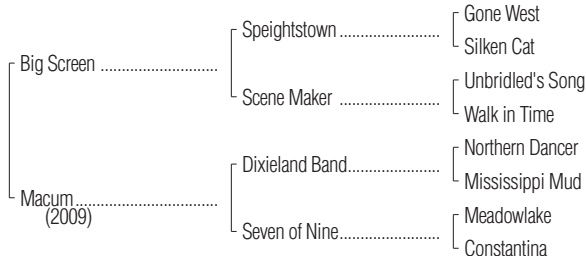 Gone West
Speightstown
Silken Cat
Big Screen
Unbridled's Song
Scene Maker
Walk in Time
Northern Dancer
Dixieland Band
Mississippi Mud
Macum
(2009)
Meadowlake
Seven of Nine
Constantina